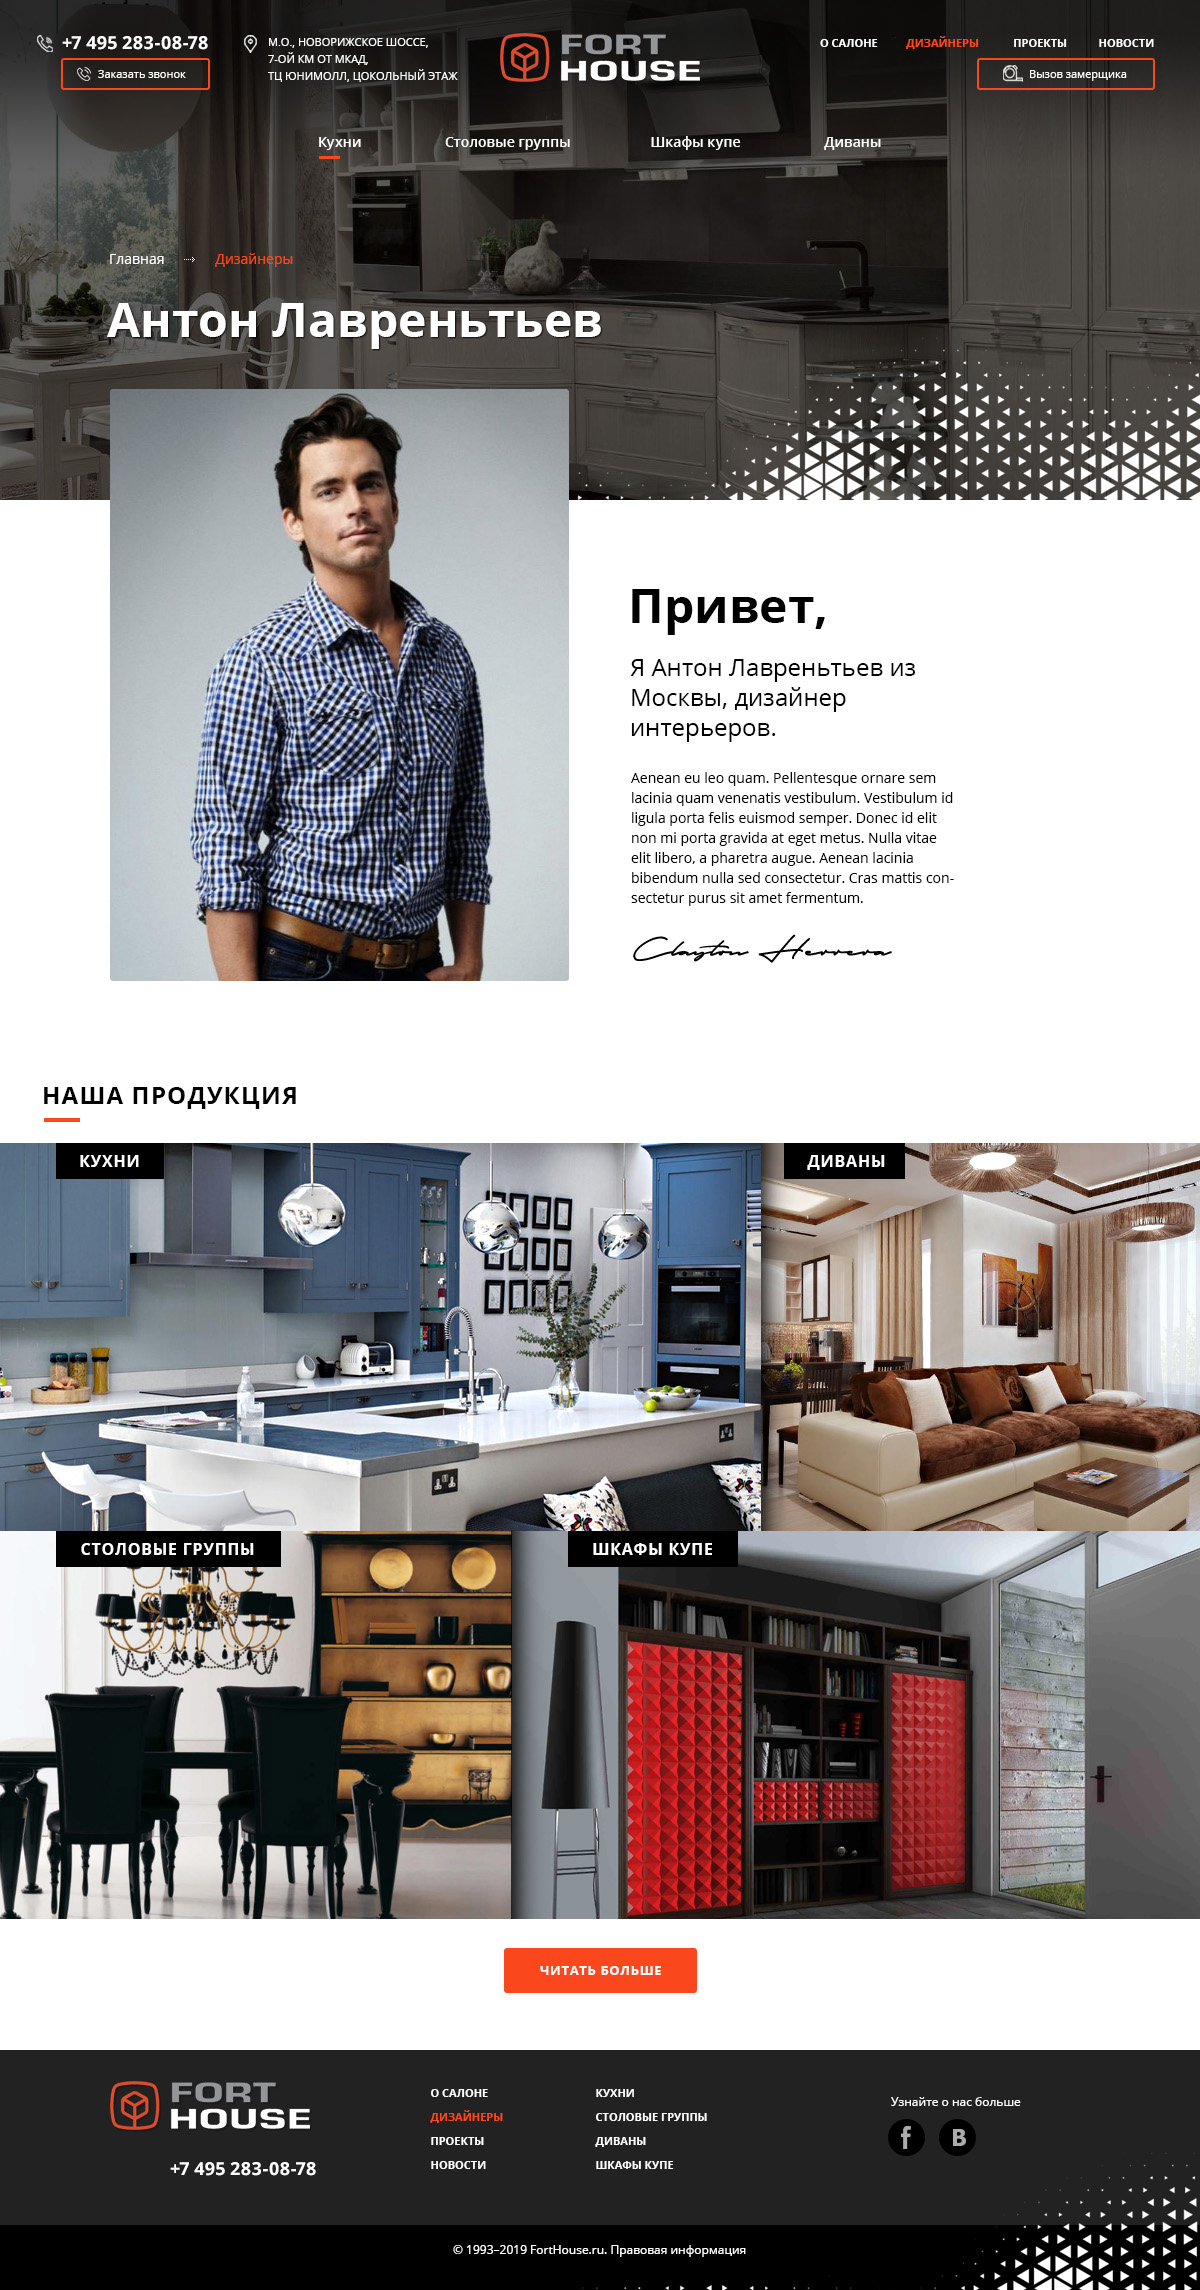 +7 495 283-08-78
Заказать звонок
М.О., НОВОРИЖСКОЕ ШОССЕ,
7-ОЙ КМ ОТ МКАД,
ТЦ ЮНИМОЛЛ, ЦОКОЛЬНЫЙ ЭТАЖ
FORT
HOUSE
О САЛОНЕ ДИЗАЙНЕРЫ ПРОЕКТЫ НОВОСТИ
Вызов замерщика
Кухни Столовые группы Шкафы купе Диваны
Главная Дизайнеры
Антон Лавреньтьев
Привет,
Я Антон Лавреньтьев из
Москвы, дизайнер
интерьеров.
Aenean eu leo quam. Pellentesque ornare sem
lacinia quam venenatis vestibulum. Vestibulum id
ligula porta felis euismod semper. Donec id elit
non mi porta gravida at eget metus. Nulla vitae
elit libero, a pharetra augue. Aenean lacinia
bibendum nulla sed consectetur. Cras mattis con-
sectetur purus sit amet fermentum.
Clayton Herrera
НАША ПРОДУКЦИЯ
КУХНИ
ДИВАНЫ
СТОЛОВЫЕ ГРУППЫ
ШКАФЫ КУПЕ
ЧИТАТЬ БОЛЬШЕ
FORT
HOUSE
+7 495 283-08-78
О САЛОНЕ
ДИЗАЙНЕРЫ
ПРОЕКТЫ
НОВОСТИ
КУХНИ
СТОЛОВЫЕ ГРУППЫ
ДИВАНЫ
ШКАФЫ КУПЕ
Узнайте о нас больше
f B
© 1993–2019 FortHouse.ru. Правовая информация